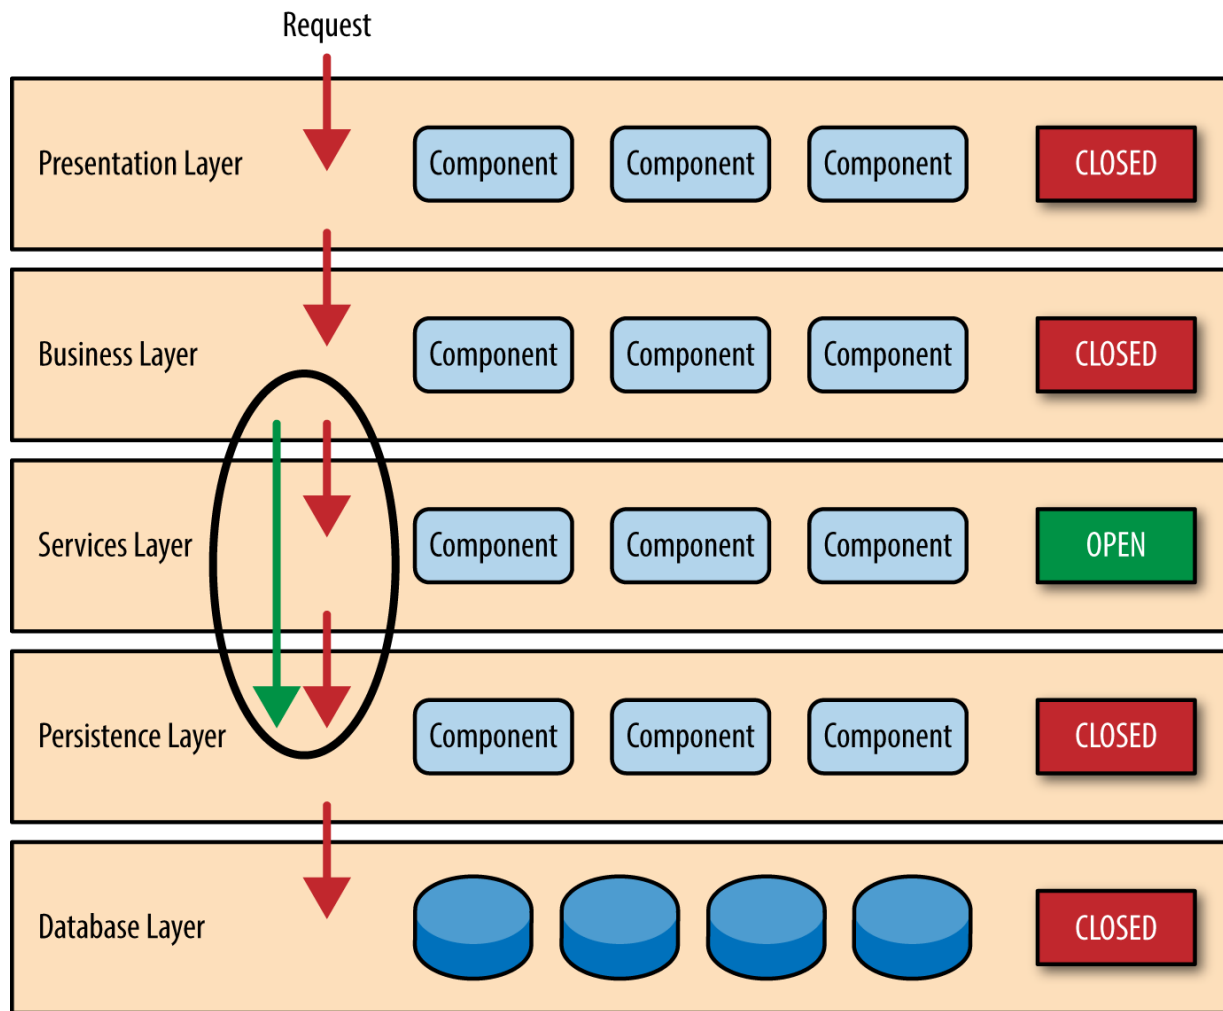 Request
Presentation Layer Component Component Component CLOSED
Business Layer Component Component Component CLOSED
Services Layer Component Component Component OPEN
Persistence Layer Component Component Component CLOSED
Database Layer CLOSED